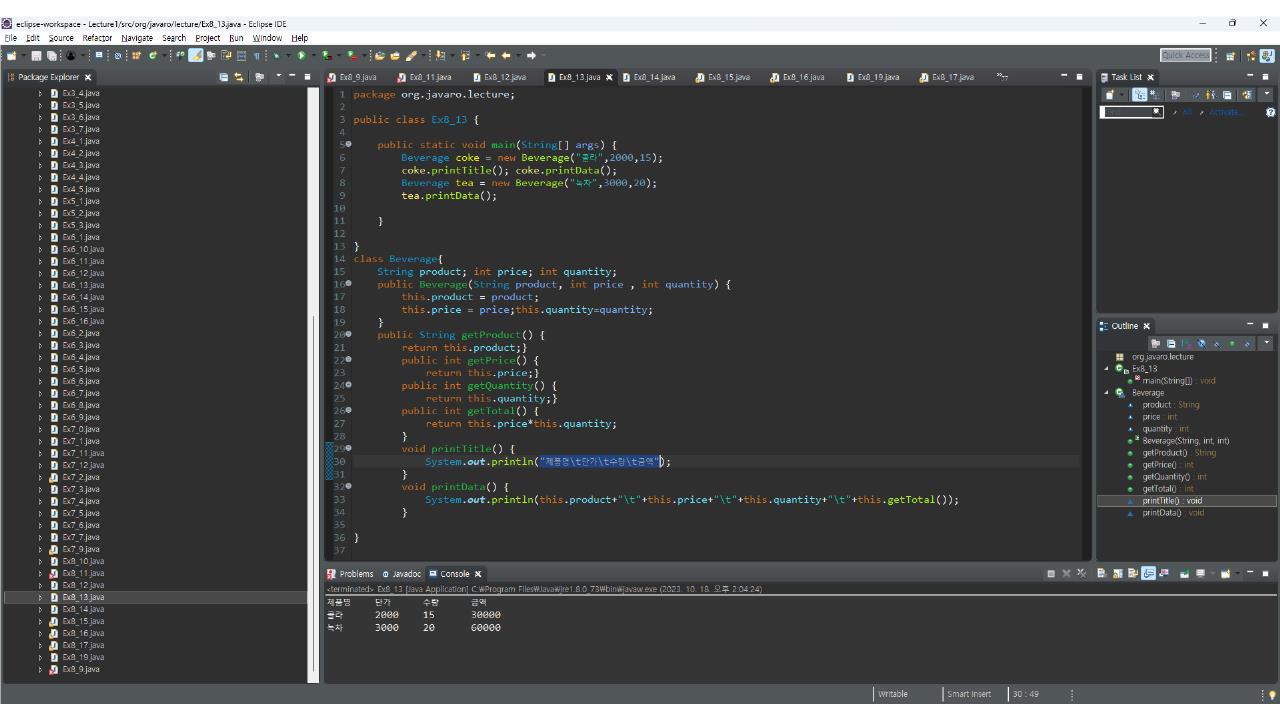 eclipse-workspace - Lecture1/src/org/javaro/lecture/Ex8_13.java - Eclipse IDE
File Edit Source Refactor Navigate Search Project Run Window Help
Quick Access
Package Explorer
Ex3_4.java
Ex3_5.java
Ex3_6.java
Ex3_7.java
Ex4_1.java
Ex4_2.java
Ex4_3.java
Ex4_4.java
Ex4_5.java
Ex5_1.java
Ex5_2.java
Ex5_3.java
Ex6_1.java
Ex6_10.java
Ex6_11.java
Ex6_12.java
Ex6_13.java
Ex6_14.java
Ex6_15.java
Ex6_16.java
Ex6_2.java
Ex6_3.java
Ex6_4.java
Ex6_5.java
Ex6_6.java
Ex6_7.java
Ex6_8.java
Ex6_9.java
Ex7_0.java
Ex7_1.java
Ex7_11.java
Ex7_12.java
Ex7_2.java
Ex7_3.java
Ex7_4.java
Ex7_5.java
Ex7_6.java
Ex7_7.java
Ex7_9.java
Ex8_10.java
Ex8_11.java
Ex8_12.java
Ex8_13.java
Ex8_14.java
Ex8_15.java
Ex8_16.java
Ex8_17.java
Ex8_19.java
Ex8_9.java
Ex8_9.java Ex8_11.java Ex8_12.java Ex8_13.java Ex8_14.java Ex8_15.java Ex8_16.java Ex8_19.java Ex8_17.java
1 package org.javaro.lecture;
2
3 public class Ex8_13 {
4
5 public static void main(String[] args) {
6 Beverage coke = new Beverage("콜라",2000,15);
7 coke.printTitle(); coke.printData();
8 Beverage tea = new Beverage("녹차",3000,20);
9 tea.printData();
10
11 }
12
13 }
14 class Beverage{
15 String product; int price; int quantity;
16 public Beverage(String product, int price , int quantity) {
17 this.product = product;
18 this.price = price;this.quantity=quantity;
19 }
20 public String getProduct() {
21 return this.product;}
22 public int getPrice() {
23 return this.price;}
24 public int getQuantity() {
25 return this.quantity;}
26 public int getTotal() {
27 return this.price*this.quantity;
28 }
29 void printTitle() {
30 System.out.println("제품명\t단가\t수량\t금액");
31 }
32 void printData() {
33 System.out.println(this.product+"\t"+this.price+"\t"+this.quantity+"\t"+this.getTotal());
34 }
35
36 }
37
Problems Javadoc Console
<terminated> Ex8_13 [Java Application] C:₩Program Files₩Java₩jre1.8.0_73₩bin₩javaw.exe (2023. 10. 18. 오후 2:04:24)
제품명 단가 수량 금액
콜라 2000 15 30000
녹차 3000 20 60000
Task List
All Activate...
Outline
org.javaro.lecture
Ex8_13
main(String[]) : void
Beverage
product : String
price : int
quantity : int
Beverage(String, int, int)
getProduct() : String
getPrice() : int
getQuantity() : int
getTotal() : int
printTitle() : void
printData() : void
Writable Smart Insert 30 : 49